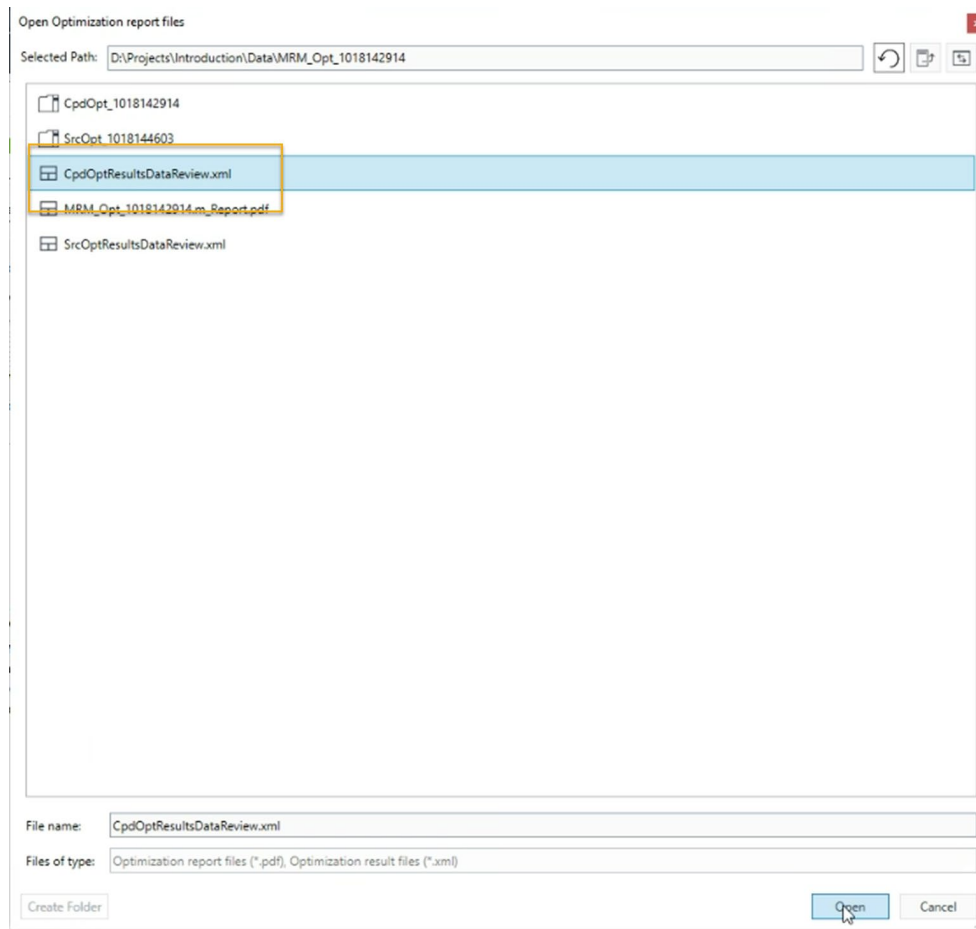 Open Optimization report files
Selected Path: D:\Projects\Introduction\Data\MRM_Opt_1018142914
CpdOpt_1018142914
SrcOpt_1018144603
CpdOptResultsDataReview.xml
MRM_Opt_1018142914.m_Report.pdf
SrcOptResultsDataReview.xml
File name: CpdOptResultsDataReview.xml
Files of type: Optimization report files (*.pdf), Optimization result files (*.xml)
Create Folder Open Cancel